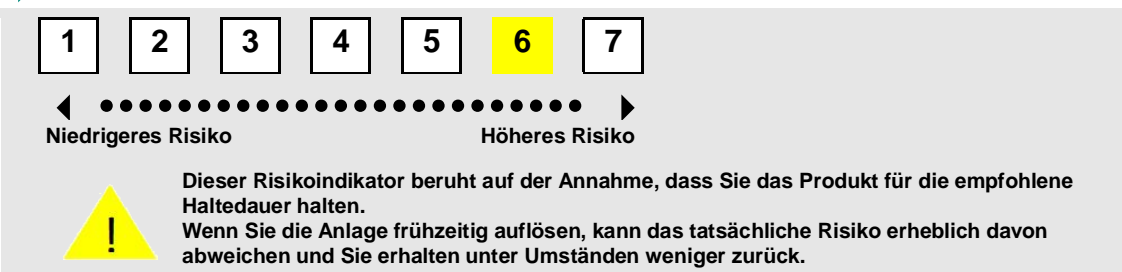 1 2 3 4 5 6 7
Niedrigeres Risiko Höheres Risiko
Dieser Risikoindikator beruht auf der Annahme, dass Sie das Produkt für die empfohlene
Haltedauer halten.
Wenn Sie die Anlage frühzeitig auflösen, kann das tatsächliche Risiko erheblich davon
abweichen und Sie erhalten unter Umständen weniger zurück.
!